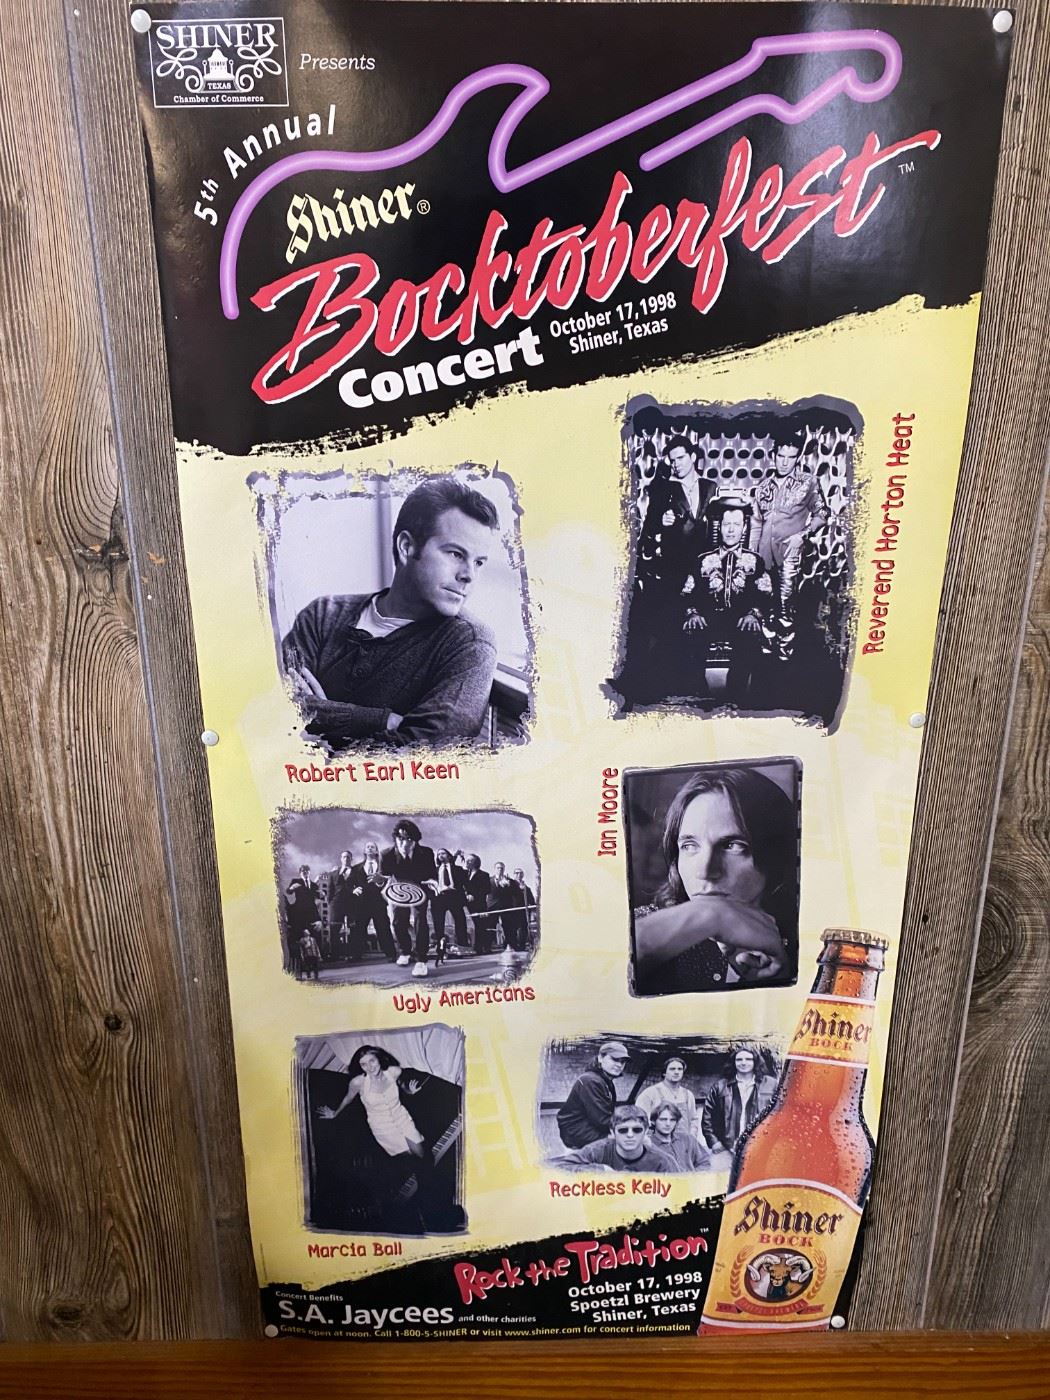 SHINER
TEXAS
Chamber of Commerce
Presents
5th Annual
Shiner®
Bocktoberfest™
Concert
October 17, 1998
Shiner, Texas
Robert Earl Keen
Reverend Horton Heat
Ian Moore
Ugly Americans
Marcia Ball
Reckless Kelly
Shiner
BOCK
Shiner
BOCK
Rock the Tradition™
October 17, 1998
Spoetzl Brewery
Shiner, Texas
Concert Benefits
S.A. Jaycees and other charities
Gates open at noon. Call 1-800-5-SHINER or visit www.shiner.com for concert information